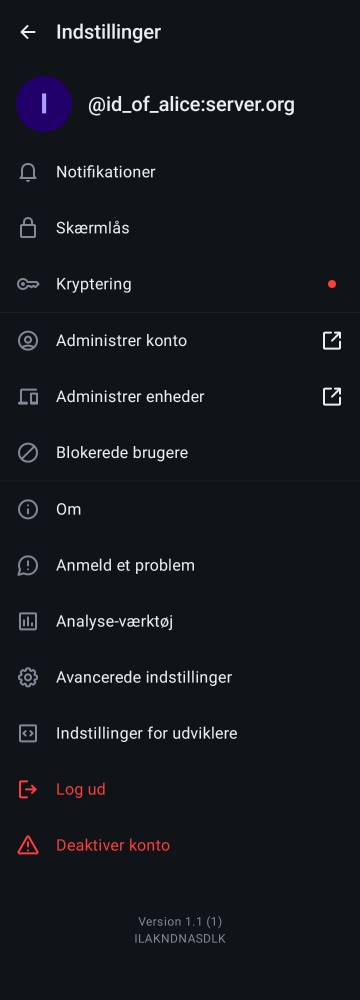 Indstillinger
I
@id_of_alice:server.org
Notifikationer
Skærmlås
Kryptering
Administrer konto
Administrer enheder
Blokerede brugere
Om
Anmeld et problem
Analyse-værktøj
Avancerede indstillinger
Indstillinger for udviklere
Log ud
Deaktiver konto
Version 1.1 (1)
ILAKNDNASDLK